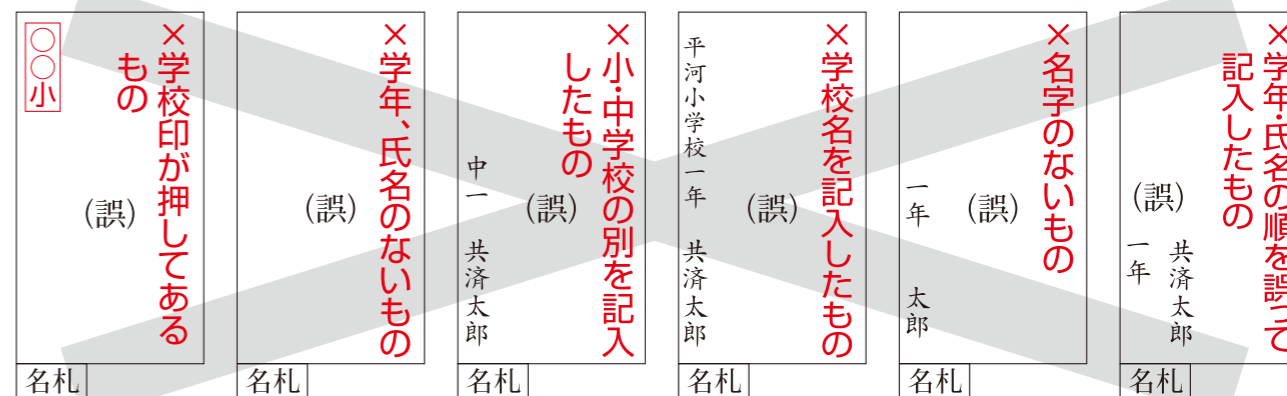 ×学年・氏名の順を誤って
記入したもの
（誤）
共済太郎
一年
名札
×名字のないもの
（誤）
一年　太郎
名札
×学校名を記入したもの
（誤）
平河小学校一年　共済太郎
名札
×小・中学校の別を記入
したもの
（誤）
中一　共済太郎
名札
×学年、氏名のないもの
（誤）
名札
×学校印が押してある
もの
（誤）
○○小
名札